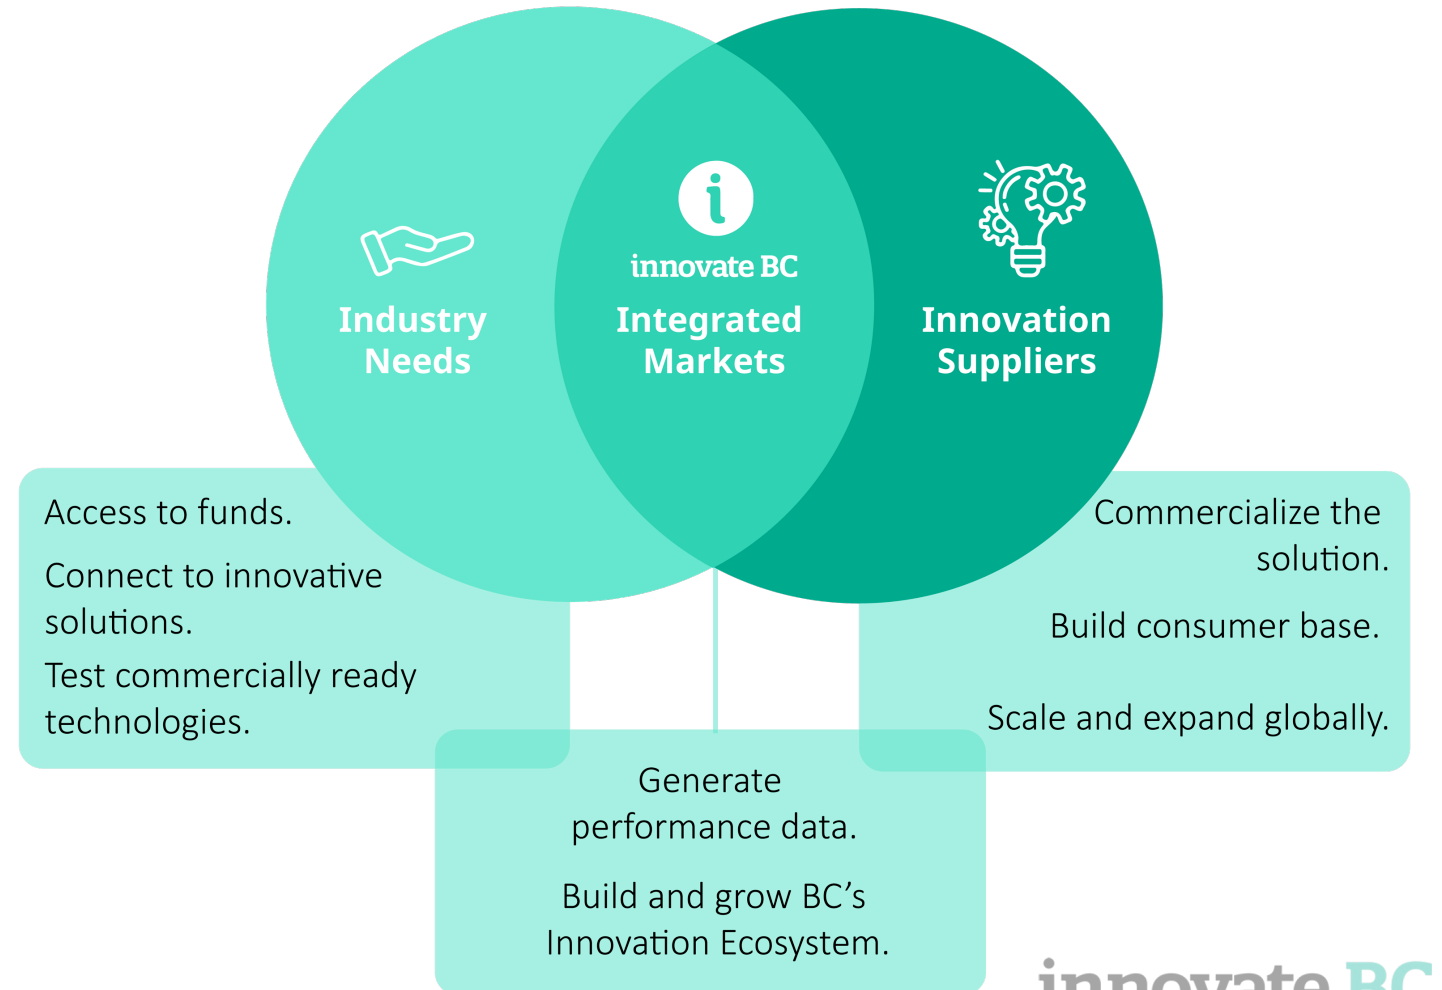 innovate BC
Industry
Needs
Integrated
Markets
Innovation
Suppliers
Access to funds.
Connect to innovative
solutions.
Test commercially ready
technologies.
Commercialize the
solution.
Build consumer base.
Scale and expand globally.
Generate
performance data.
Build and grow BC’s
Innovation Ecosystem.
innovate BC